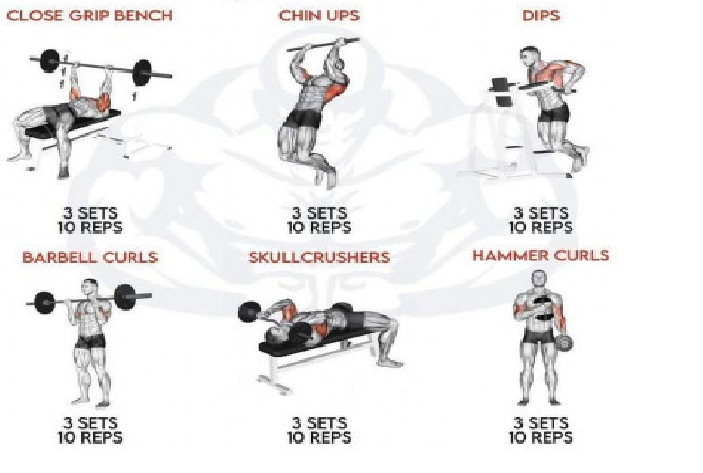 CLOSE GRIP BENCH
CHIN UPS
DIPS
3 SETS
10 REPS
3 SETS
10 REPS
3 SETS
10 REPS
BARBELL CURLS
SKULLCRUSHERS
HAMMER CURLS
3 SETS
10 REPS
3 SETS
10 REPS
3 SETS
10 REPS